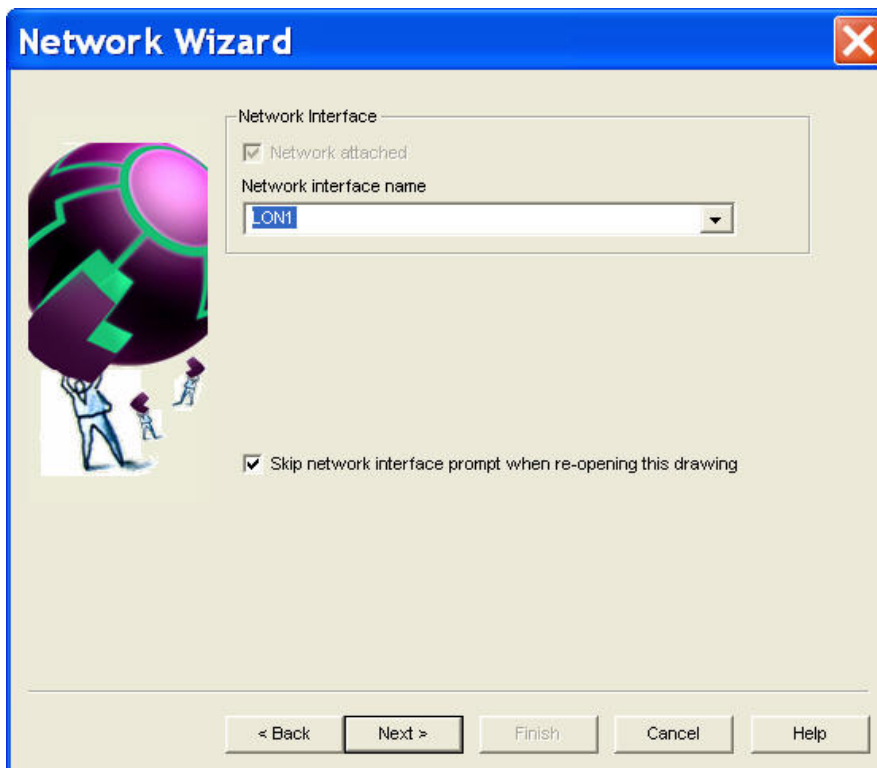 Network Wizard
Network Interface
Network attached
Network interface name
LON1
Skip network interface prompt when re-opening this drawing
< Back Next > Finish Cancel Help